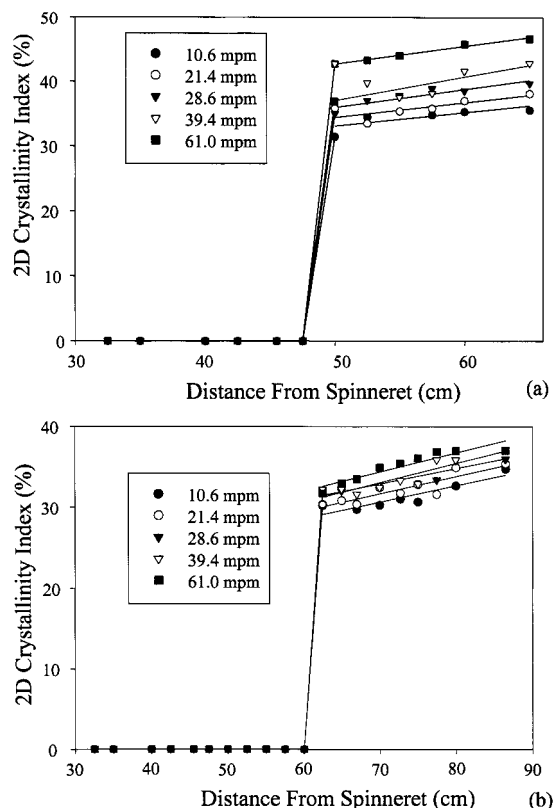 50
40
30
20
10
0
2D Crystallinity Index (%)
10.6 mpm
21.4 mpm
28.6 mpm
39.4 mpm
61.0 mpm
30
40
50
60
Distance From Spinneret (cm)
(a)
40
30
20
10
0
2D Crystallinity Index (%)
10.6 mpm
21.4 mpm
28.6 mpm
39.4 mpm
61.0 mpm
30
40
50
60
70
80
90
Distance From Spinneret (cm)
(b)